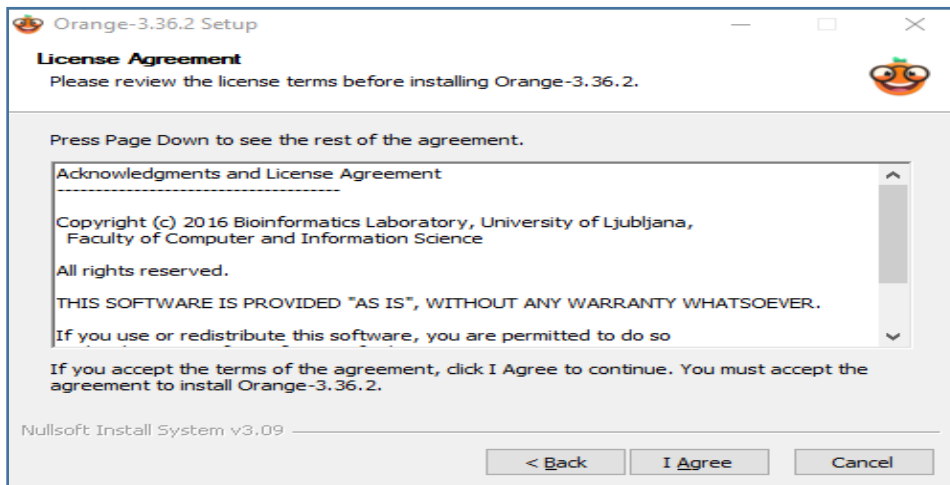 Orange-3.36.2 Setup
License Agreement
Please review the license terms before installing Orange-3.36.2.
Press Page Down to see the rest of the agreement.
Acknowledgments and License Agreement
-------------------------------------
Copyright (c) 2016 Bioinformatics Laboratory, University of Ljubljana,
Faculty of Computer and Information Science
All rights reserved.
THIS SOFTWARE IS PROVIDED "AS IS", WITHOUT ANY WARRANTY WHATSOEVER.
If you use or redistribute this software, you are permitted to do so
If you accept the terms of the agreement, click I Agree to continue. You must accept the
agreement to install Orange-3.36.2.
Nullsoft Install System v3.09
< Back
I Agree
Cancel